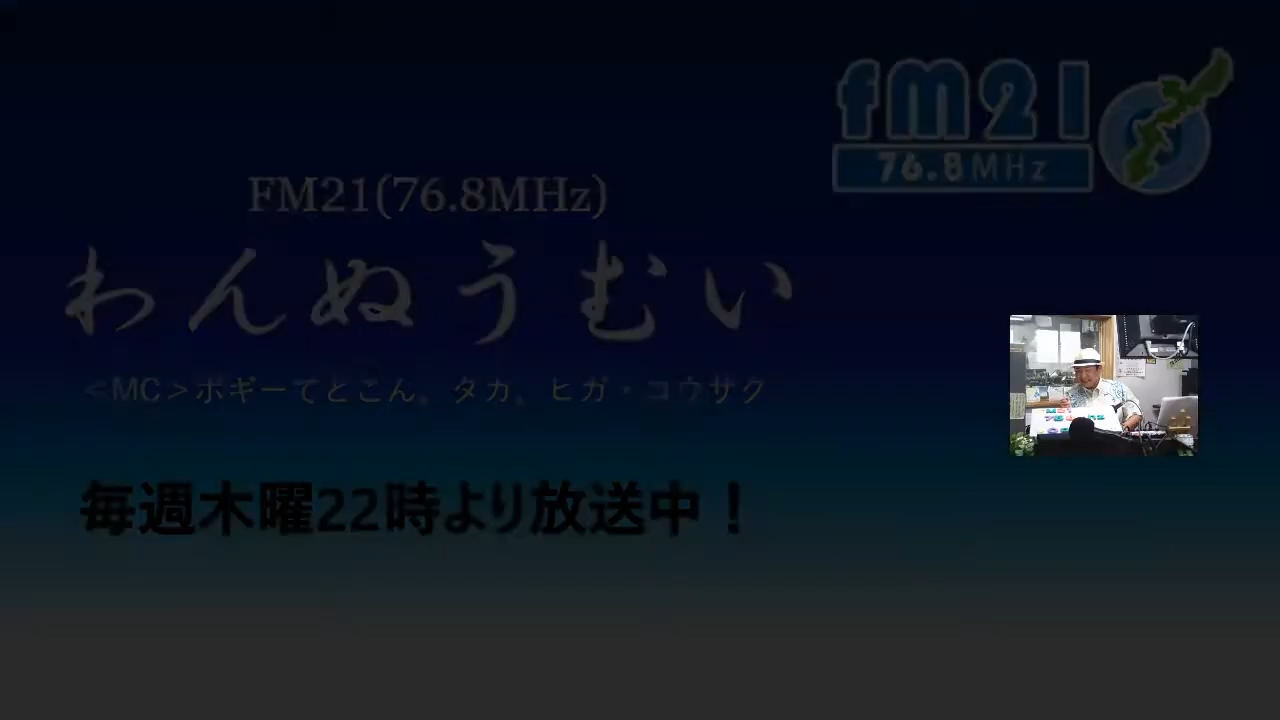 fm21
76.8MHz
FM21(76.8MHz)
わんぬうむい
<MC>ボギーてとこん、タカ、ヒガ・コウサク
毎週木曜22時より放送中！